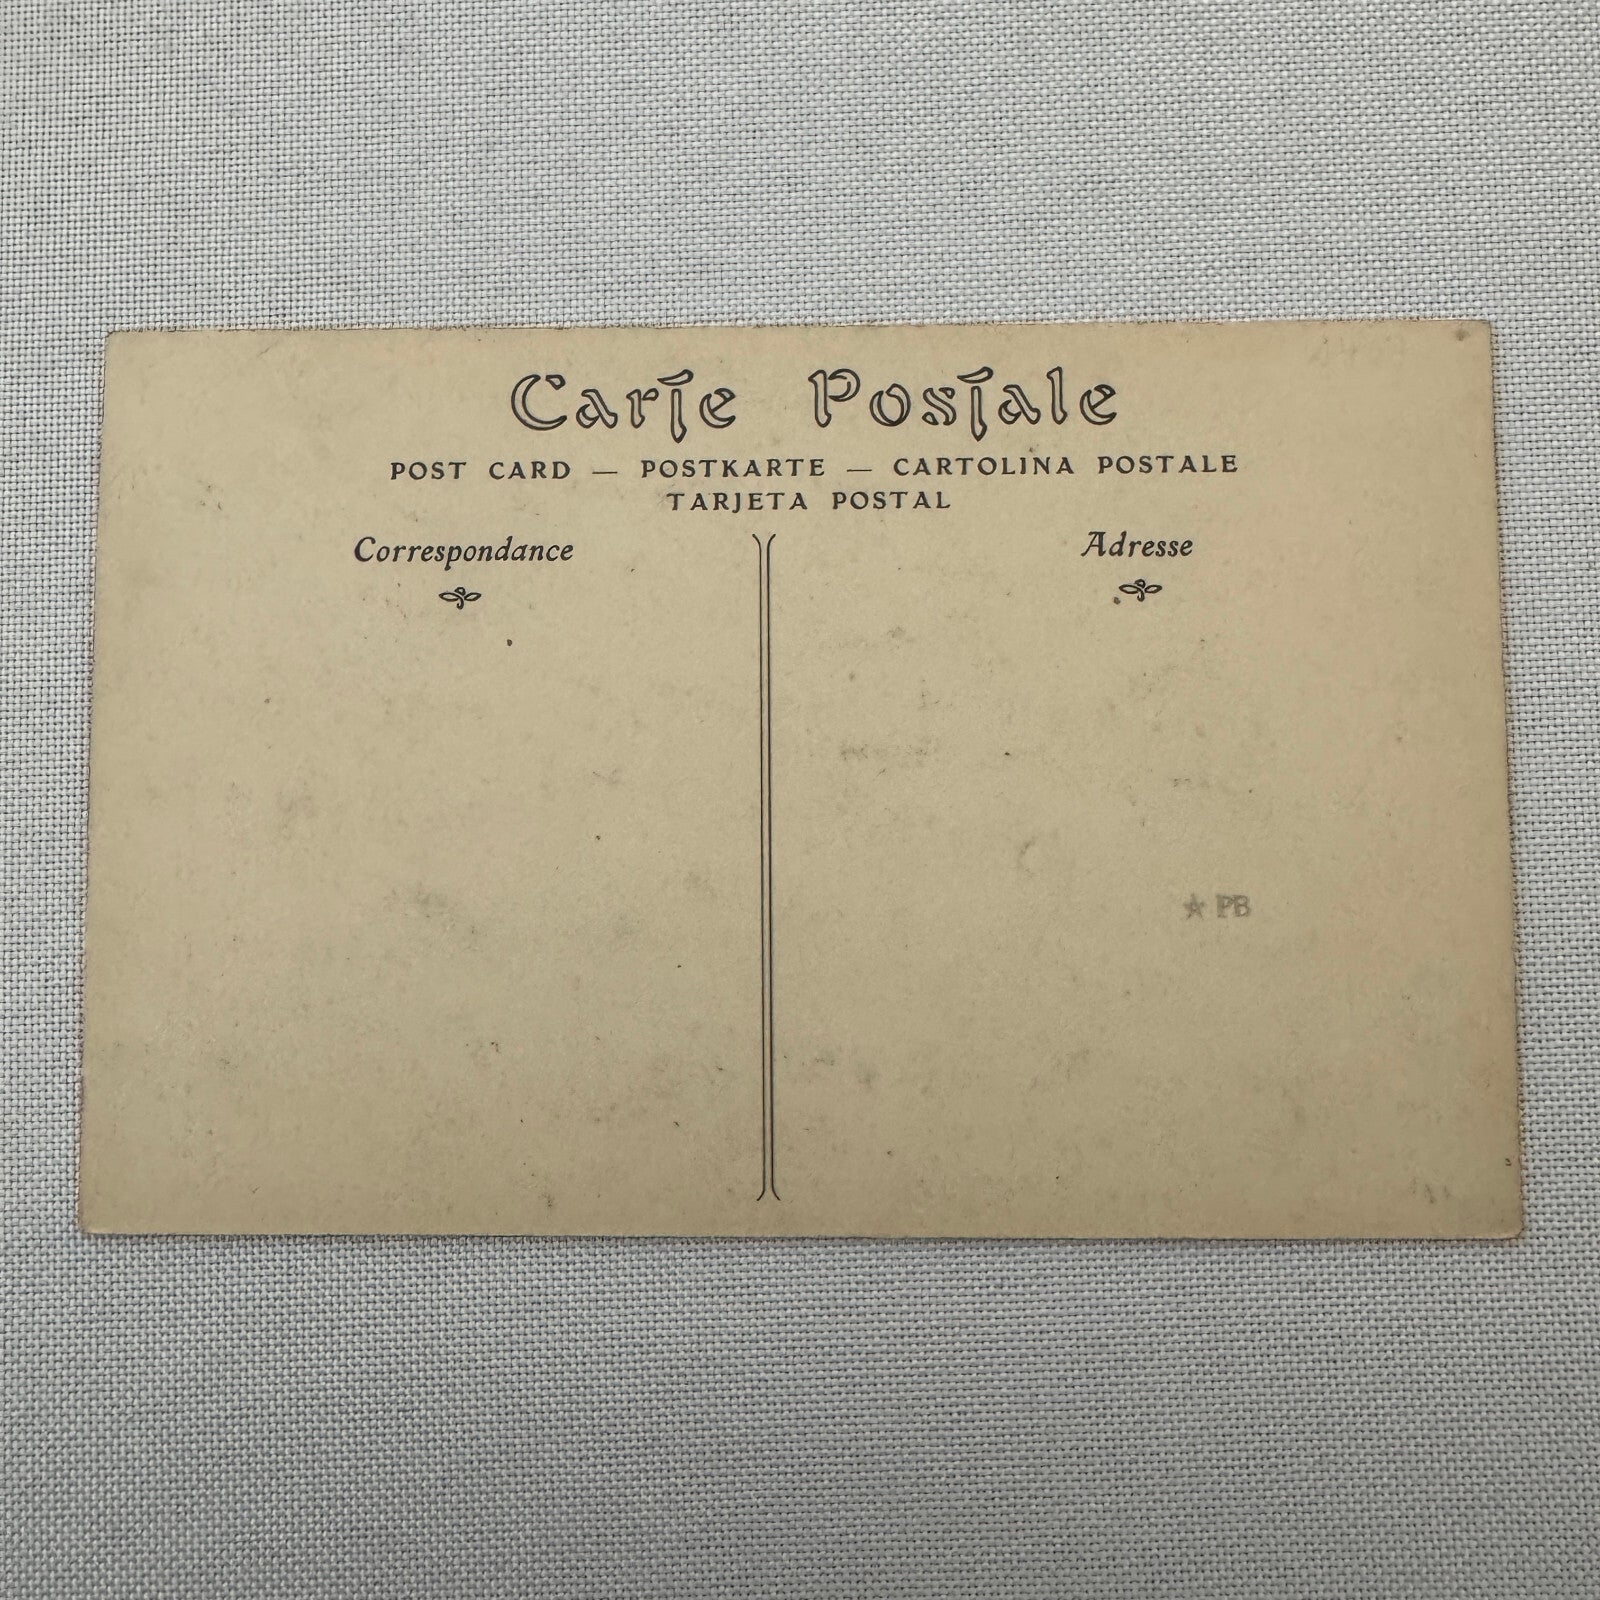 Carte Postale
POST CARD — POSTKARTE — CARTOLINA POSTALE
TARJETA POSTAL
Correspondance
Adresse
★ PB